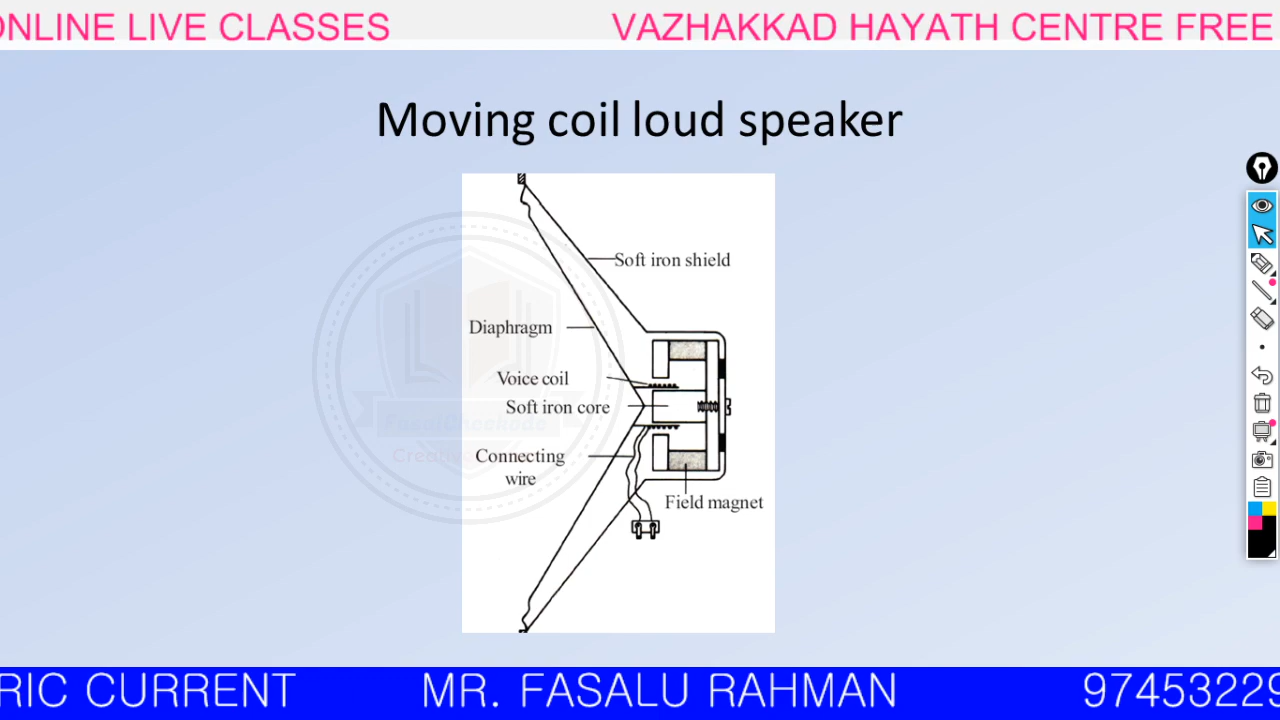 ONLINE LIVE CLASSES VAZHAKKAD HAYATH CENTRE FREE
Moving coil loud speaker
Soft iron shield
Diaphragm
Voice coil
Soft iron core
Connecting
wire
Field magnet
RIC CURRENT MR. FASALU RAHMAN 97453229